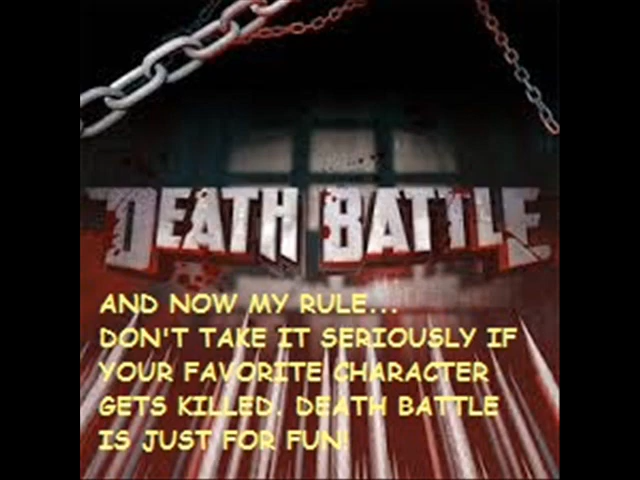 DEATH BATTLE
AND NOW MY RULE...
DON'T TAKE IT SERIOUSLY IF
YOUR FAVORITE CHARACTER
GETS KILLED. DEATH BATTLE
IS JUST FOR FUN!